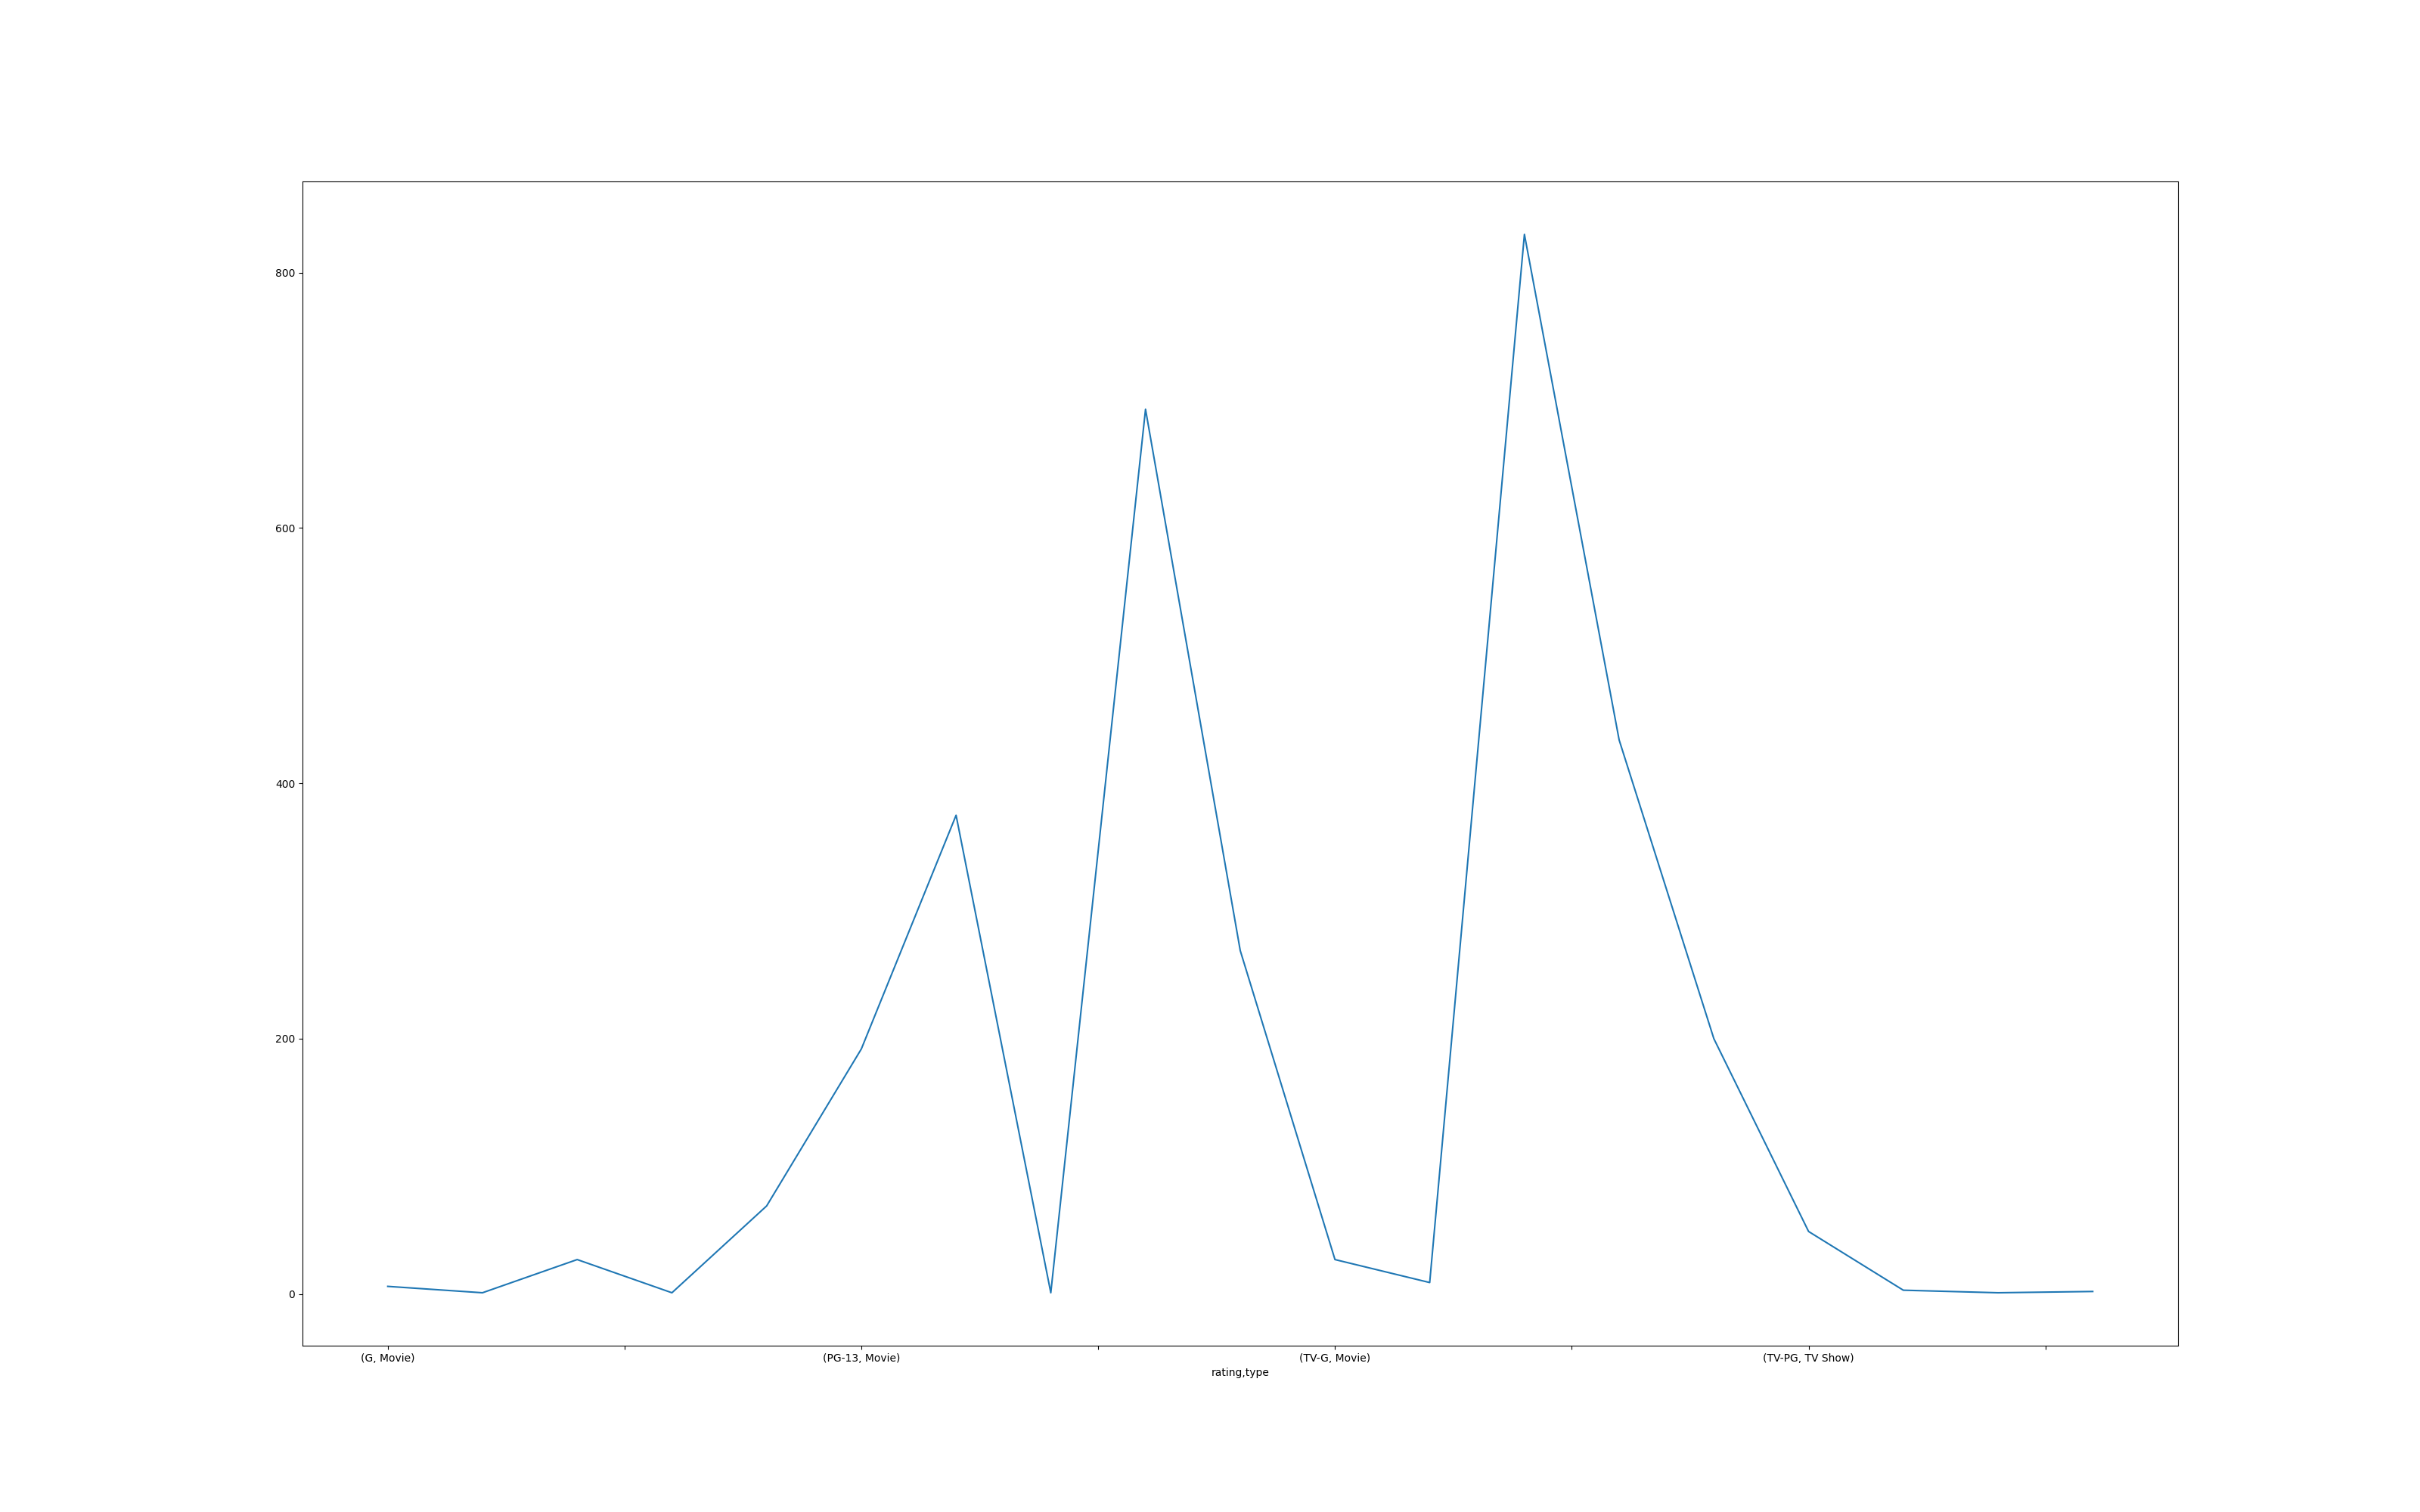 800
600
400
200
0
(G, Movie) (PG-13, Movie) (TV-G, Movie) (TV-PG, TV Show)
rating,type